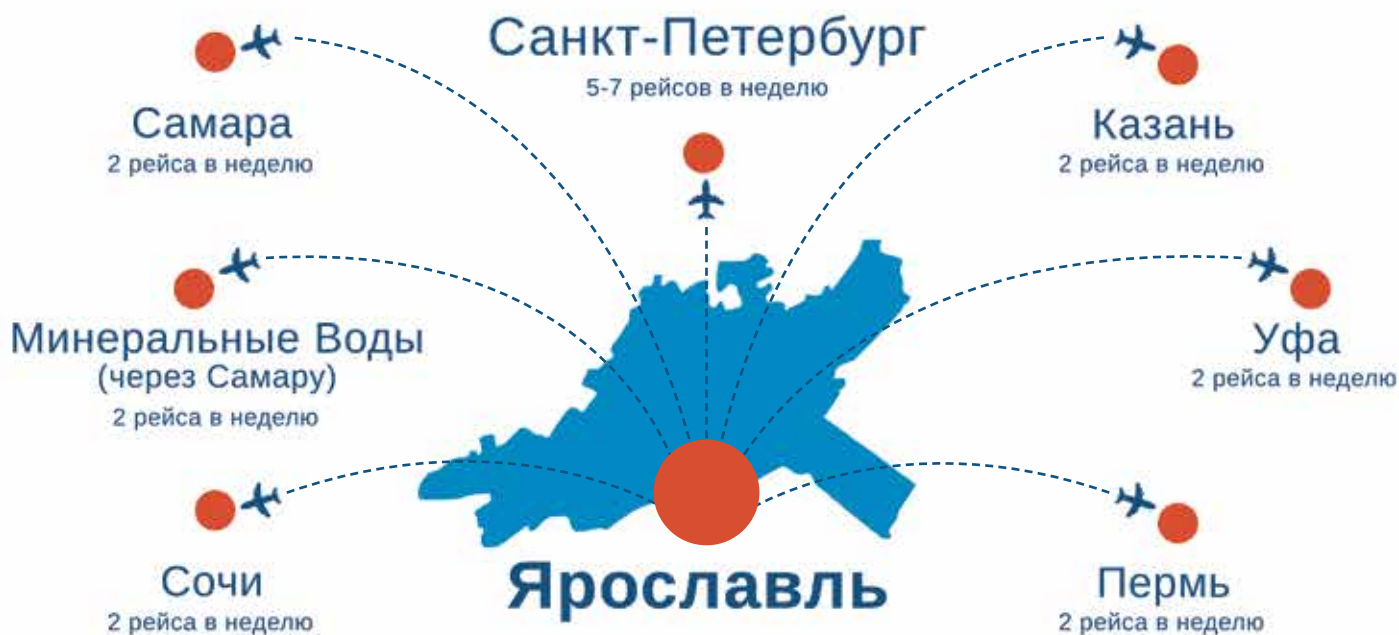 Санкт-Петербург
5-7 рейсов в неделю
Самара
2 рейса в неделю
Казань
2 рейса в неделю
Минеральные Воды
(через Самару)
2 рейса в неделю
Уфа
2 рейса в неделю
Сочи
2 рейса в неделю
Ярославль
Пермь
2 рейса в неделю